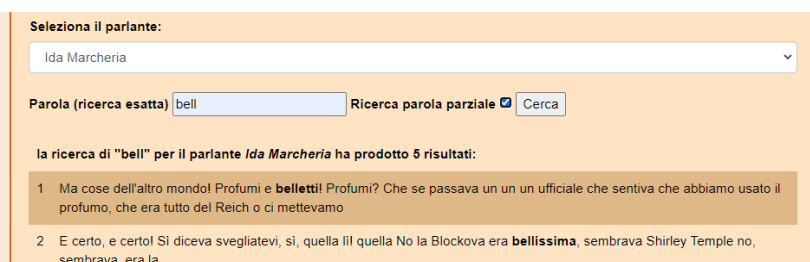 Seleziona il parlante:
Ida Marcheria
Parola (ricerca esatta) bell Ricerca parola parziale Cerca
la ricerca di "bell" per il parlante Ida Marcheria ha prodotto 5 risultati:
1 Ma cose dell'altro mondo! Profumi e belletti! Profumi? Che se passava un un un ufficiale che sentiva che abbiamo usato il
profumo, che era tutto del Reich o ci mettevamo
2 E certo, e certo! Sì diceva svegliatevi, sì, quella lì! quella No la Blockova era bellissima, sembrava Shirley Temple no,
sembrava, era la